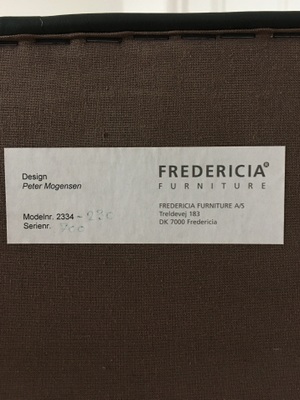 Design
Peter Mogensen
Modelnr. 2334 -
Serienr.
FREDERICIA®
FURNITURE
FREDERICIA FURNITURE A/S
Treldevej 183
DK 7000 Fredericia